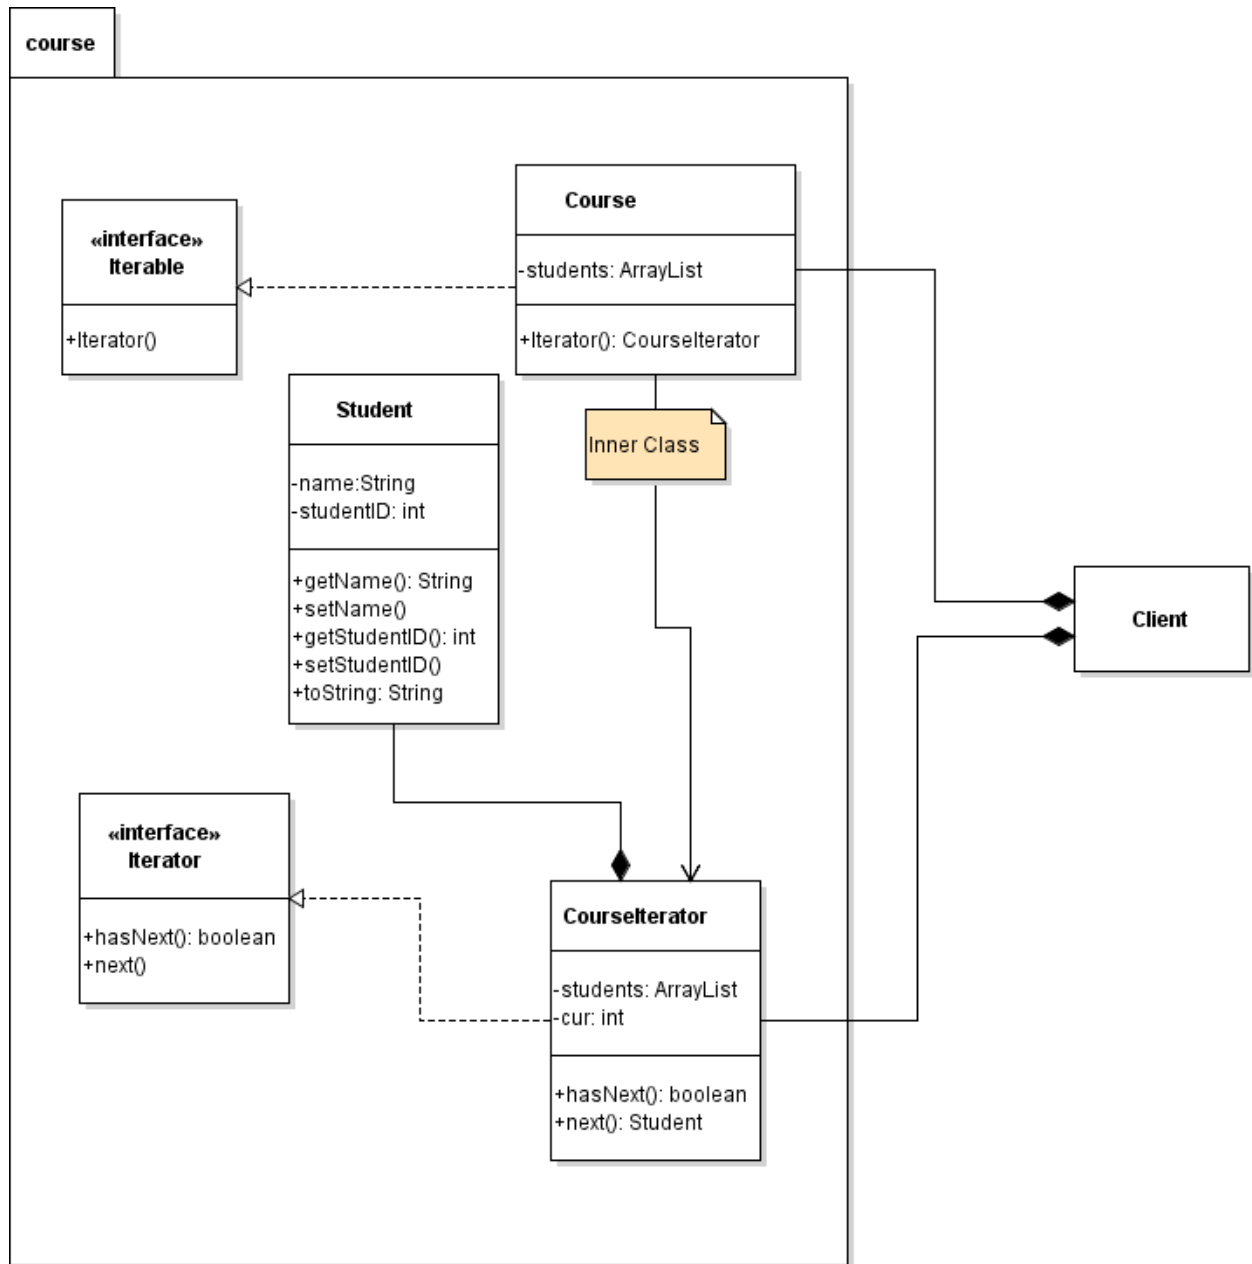 course
Course
-students: ArrayList
+Iterator(): CourseIterator
«interface»
Iterable
+Iterator()
Student
-name:String
-studentID: int
+getName(): String
+setName()
+getStudentID(): int
+setStudentID()
+toString: String
Inner Class
Client
«interface»
Iterator
+hasNext(): boolean
+next()
CourseIterator
-students: ArrayList
-cur: int
+hasNext(): boolean
+next(): Student